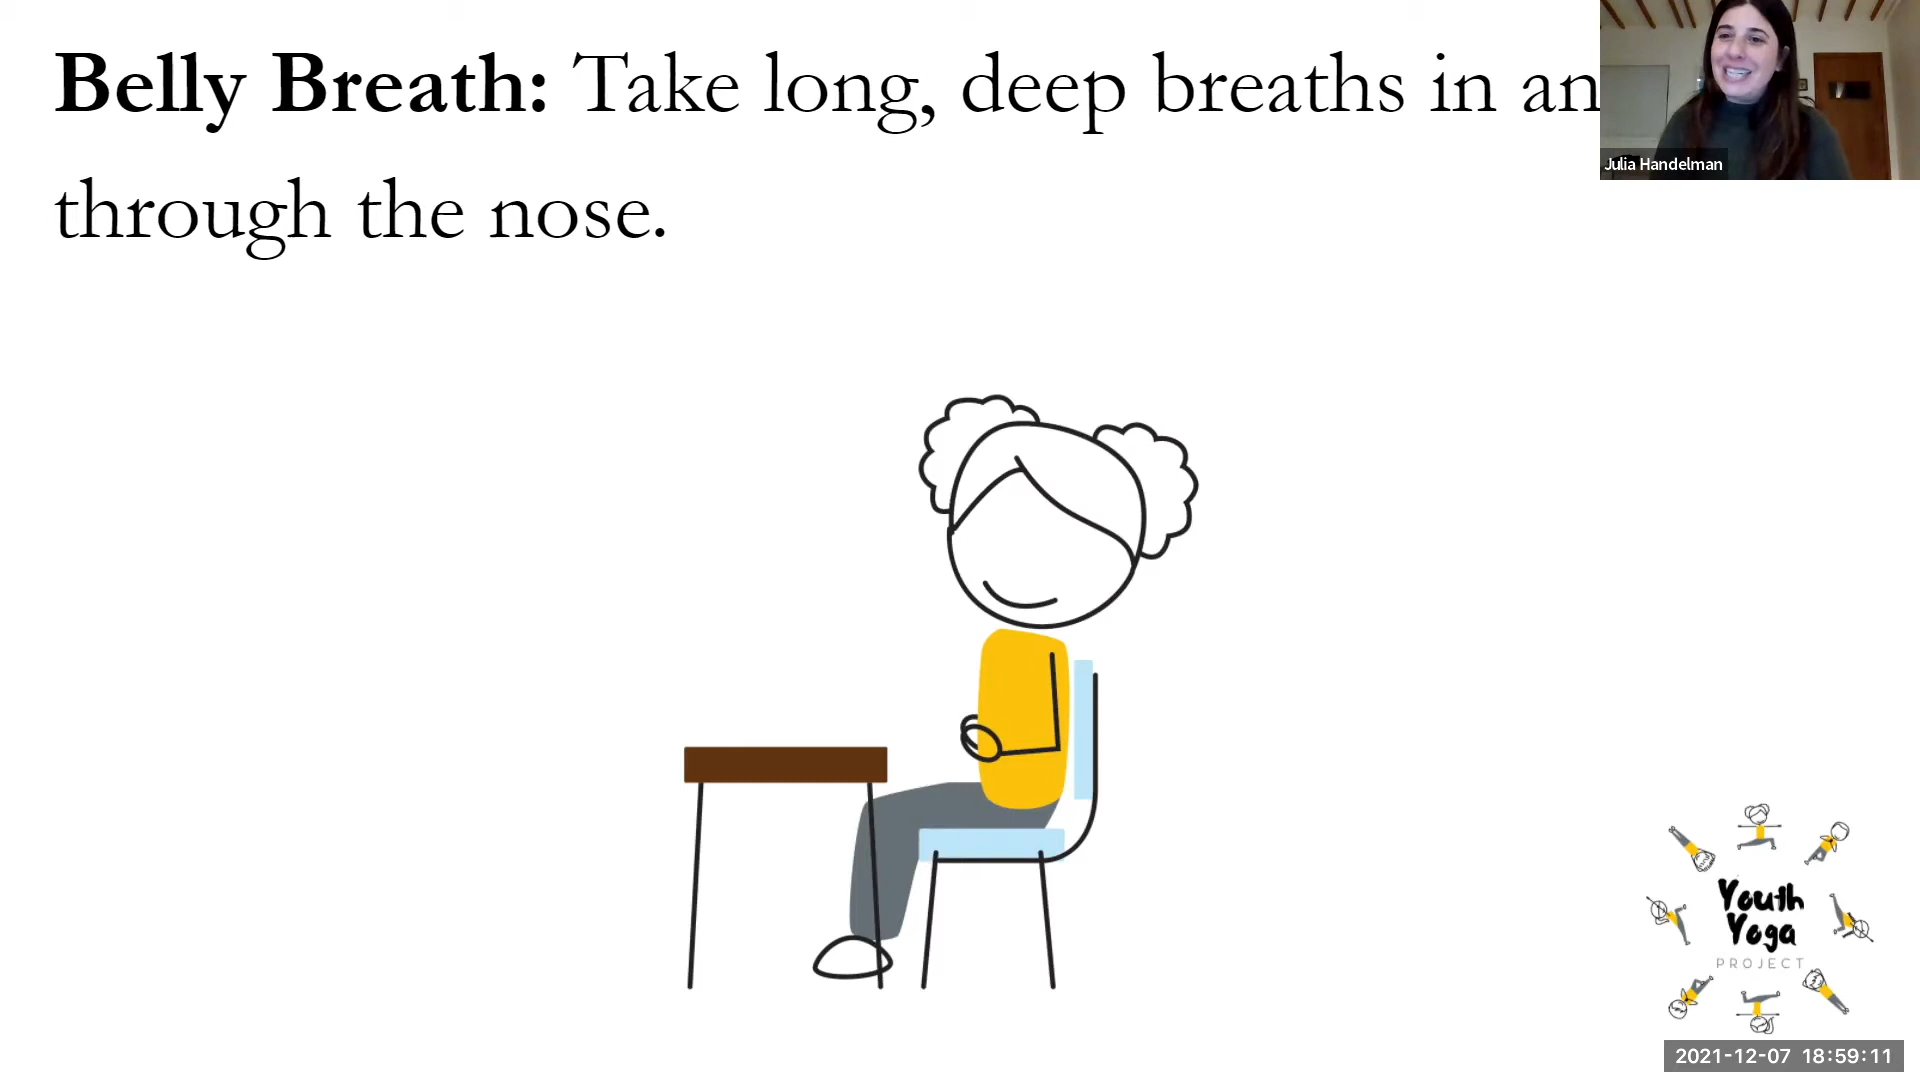 Belly Breath: Take long, deep breaths in an
through the nose.
Julia Handelman
Youth
Yoga
PROJECT
2021-12-07 18:59:11